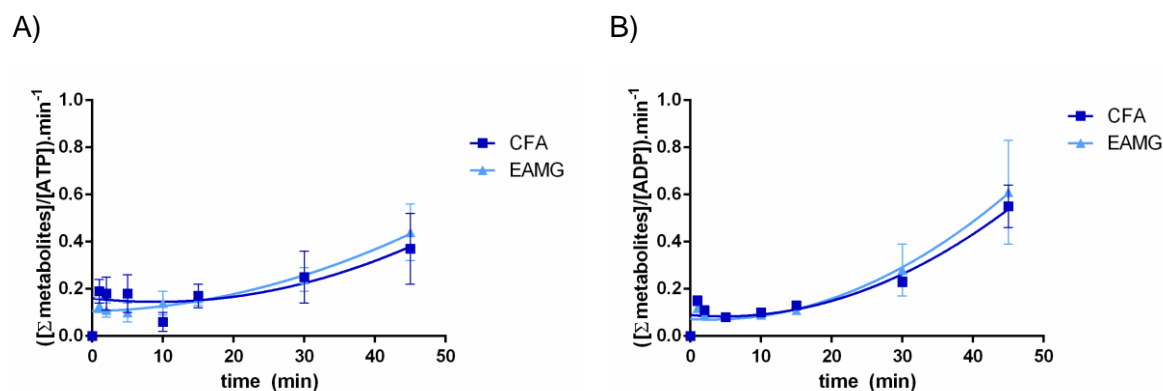 A)
B)
([Σ metabolites]/[ATP]).min⁻¹
1.0
0.8
0.6
0.4
0.2
0.0
0 10 20 30 40 50
time (min)
CFA
EAMG
([Σ metabolites]/[ADP]).min⁻¹
1.0
0.8
0.6
0.4
0.2
0.0
0 10 20 30 40 50
time (min)
CFA
EAMG